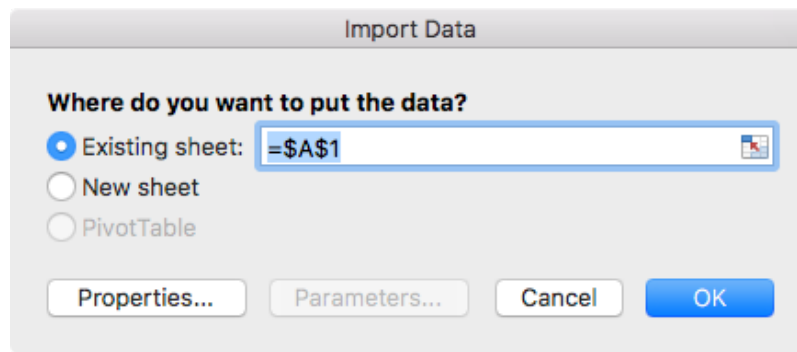 Import Data
Where do you want to put the data?
Existing sheet: =$A$1
New sheet
PivotTable
Properties... Parameters... Cancel OK